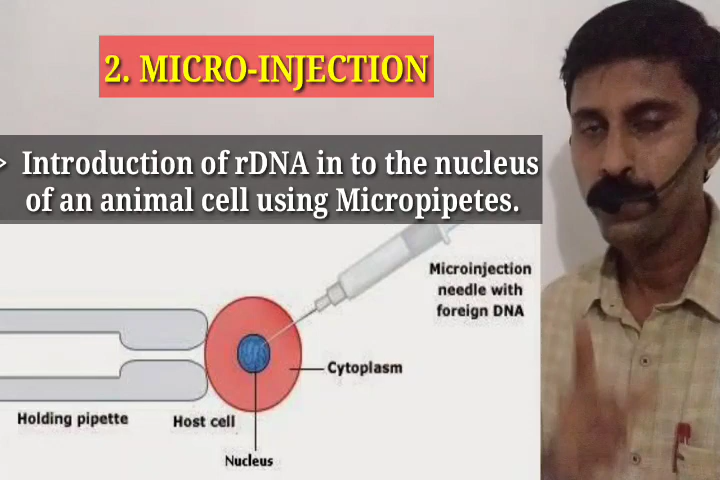 2. MICRO-INJECTION
> Introduction of rDNA in to the nucleus
of an animal cell using Micropipetes.
Microinjection
needle with
foreign DNA
Cytoplasm
Holding pipette
Host cell
Nucleus